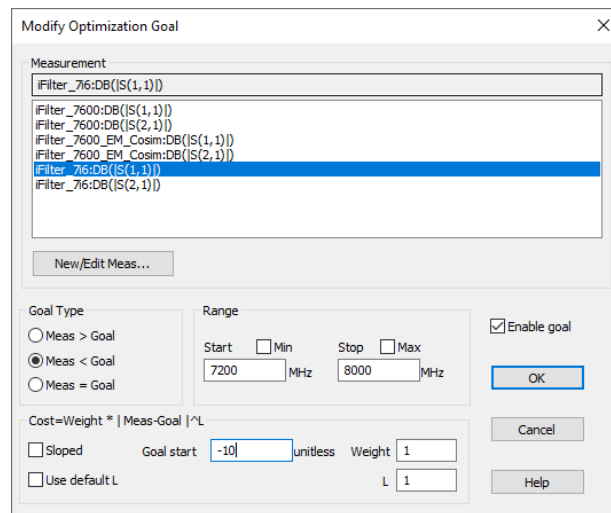 Modify Optimization Goal
Measurement
iFilter_7i6:DB(|S(1,1)|)
iFilter_7600:DB(|S(1,1)|)
iFilter_7600:DB(|S(2,1)|)
iFilter_7600_EM_Cosim:DB(|S(1,1)|)
iFilter_7600_EM_Cosim:DB(|S(2,1)|)
iFilter_7i6:DB(|S(1,1)|)
iFilter_7i6:DB(|S(2,1)|)
New/Edit Meas...
Goal Type
Meas > Goal
Meas < Goal
Meas = Goal
Range
Start Min Stop Max
7200 MHz 8000 MHz
Enable goal
OK
Cost=Weight * | Meas-Goal |^L
Sloped Goal start -10 unitless Weight 1
Use default L L 1
Cancel
Help